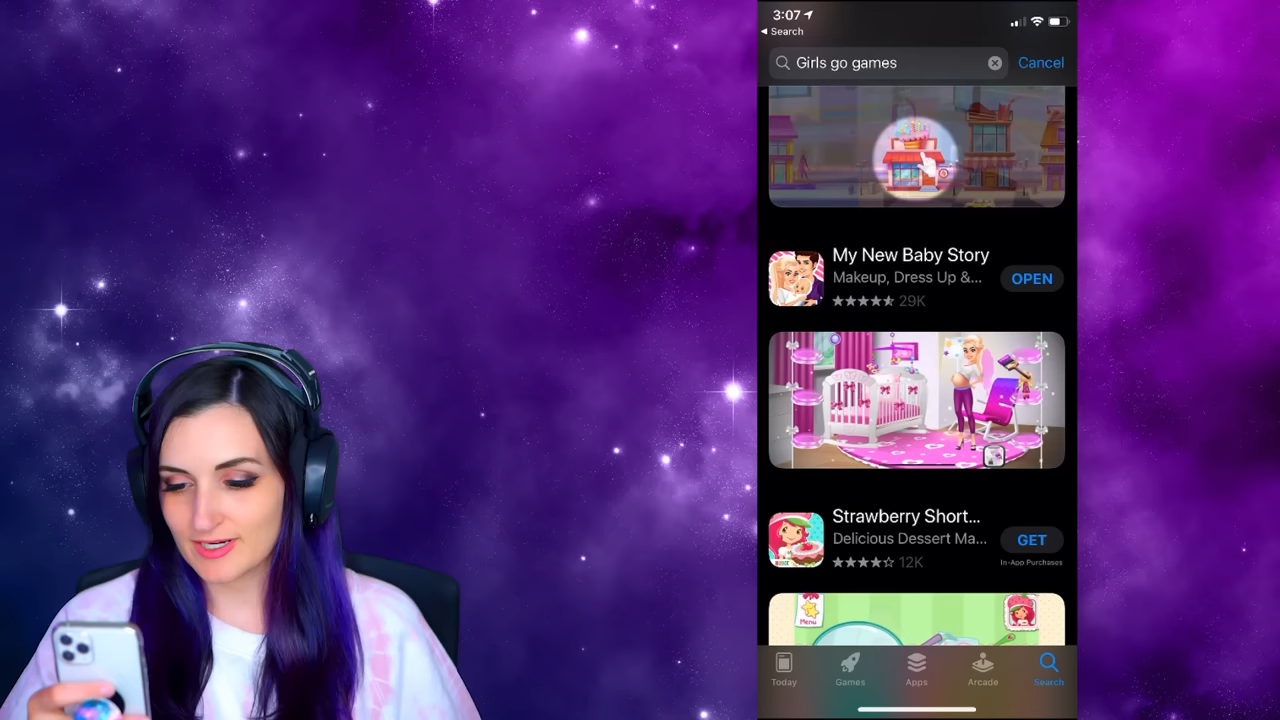 3:07
Search
Girls go games
Cancel
My New Baby Story
Makeup, Dress Up &...
OPEN
29K
Strawberry Short...
Delicious Dessert Ma...
GET
12K
In-App Purchases
Menu
Today
Games
Apps
Arcade
Search